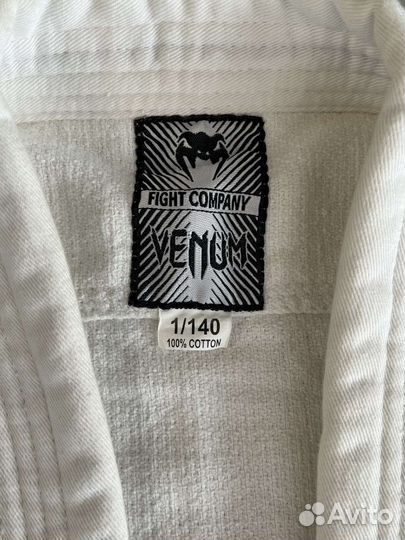 FIGHT COMPANY
VENUM
1/140
100% COTTON
Avito